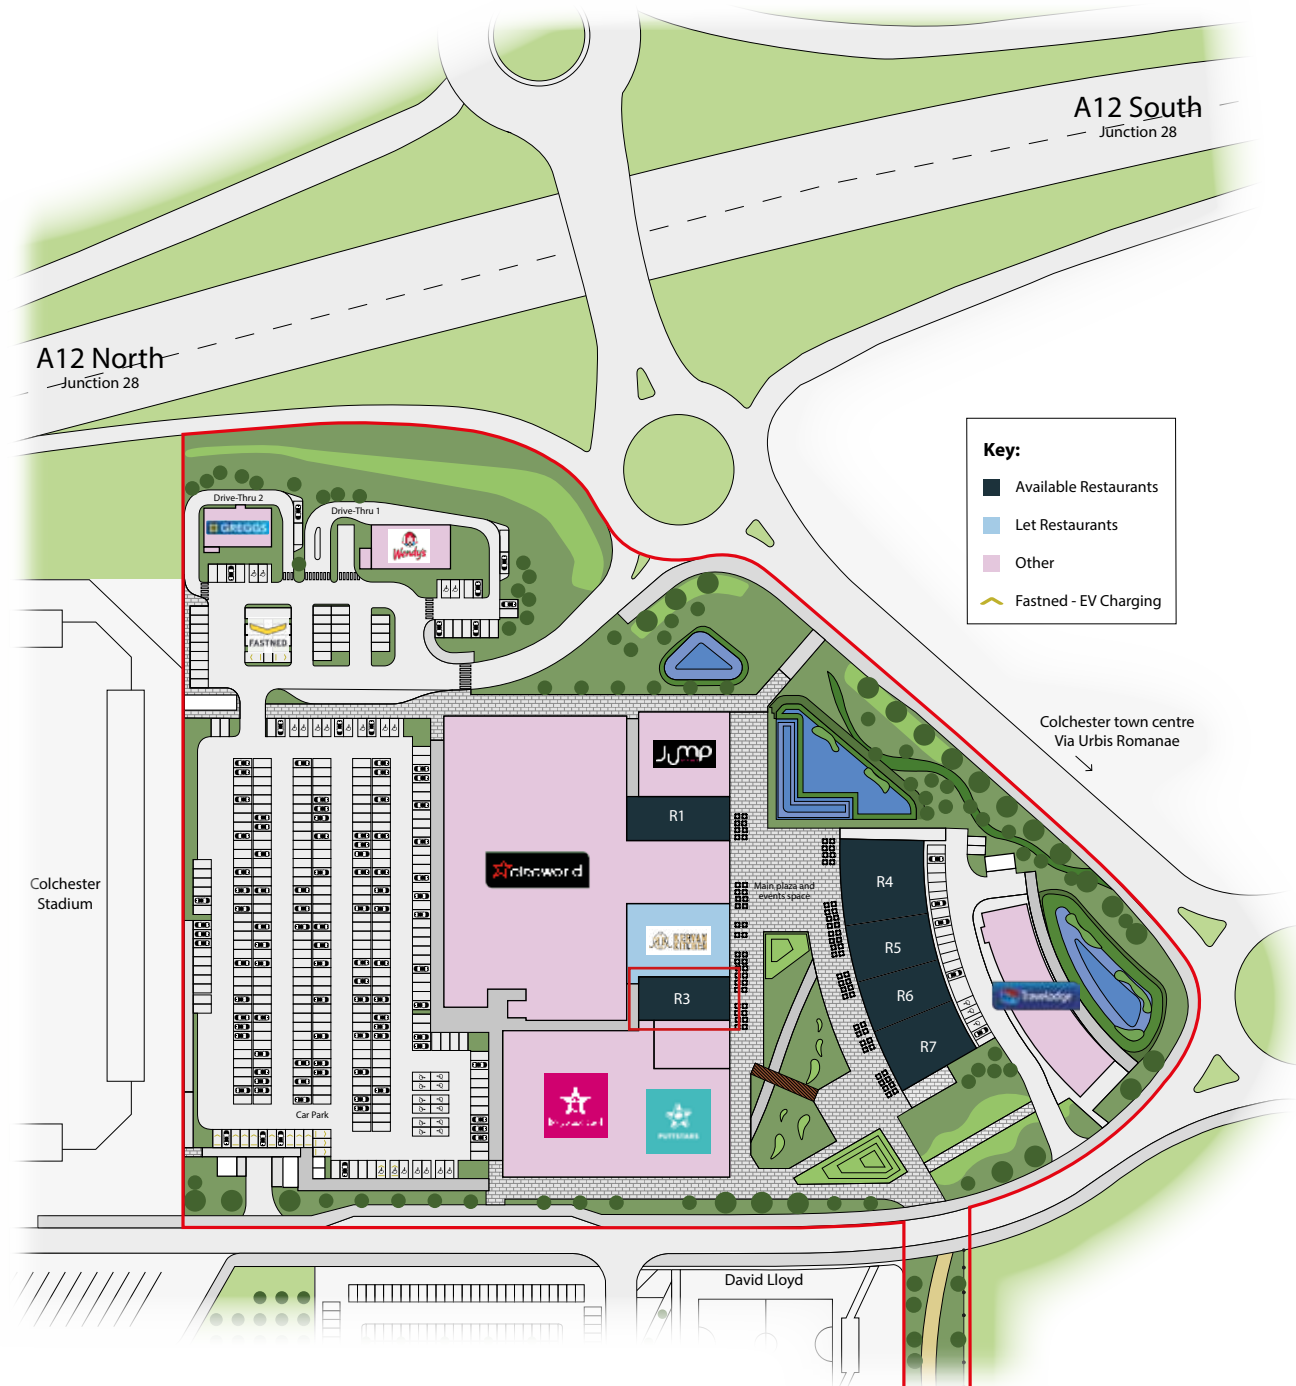 A12 South
Junction 28
A12 North
Junction 28
Key:
Available Restaurants
Let Restaurants
Other
Fastned - EV Charging
Drive-Thru 2
GREGGS
Drive-Thru 1
Wendy's
FASTNED
Colchester town centre
Via Urbis Romanae
Jump
R1
cineworld
Main plaza and
events space
R4
Colchester
Stadium
R5
R3
R6
Travelodge
R7
Car Park
PUTTSTARS
David Lloyd